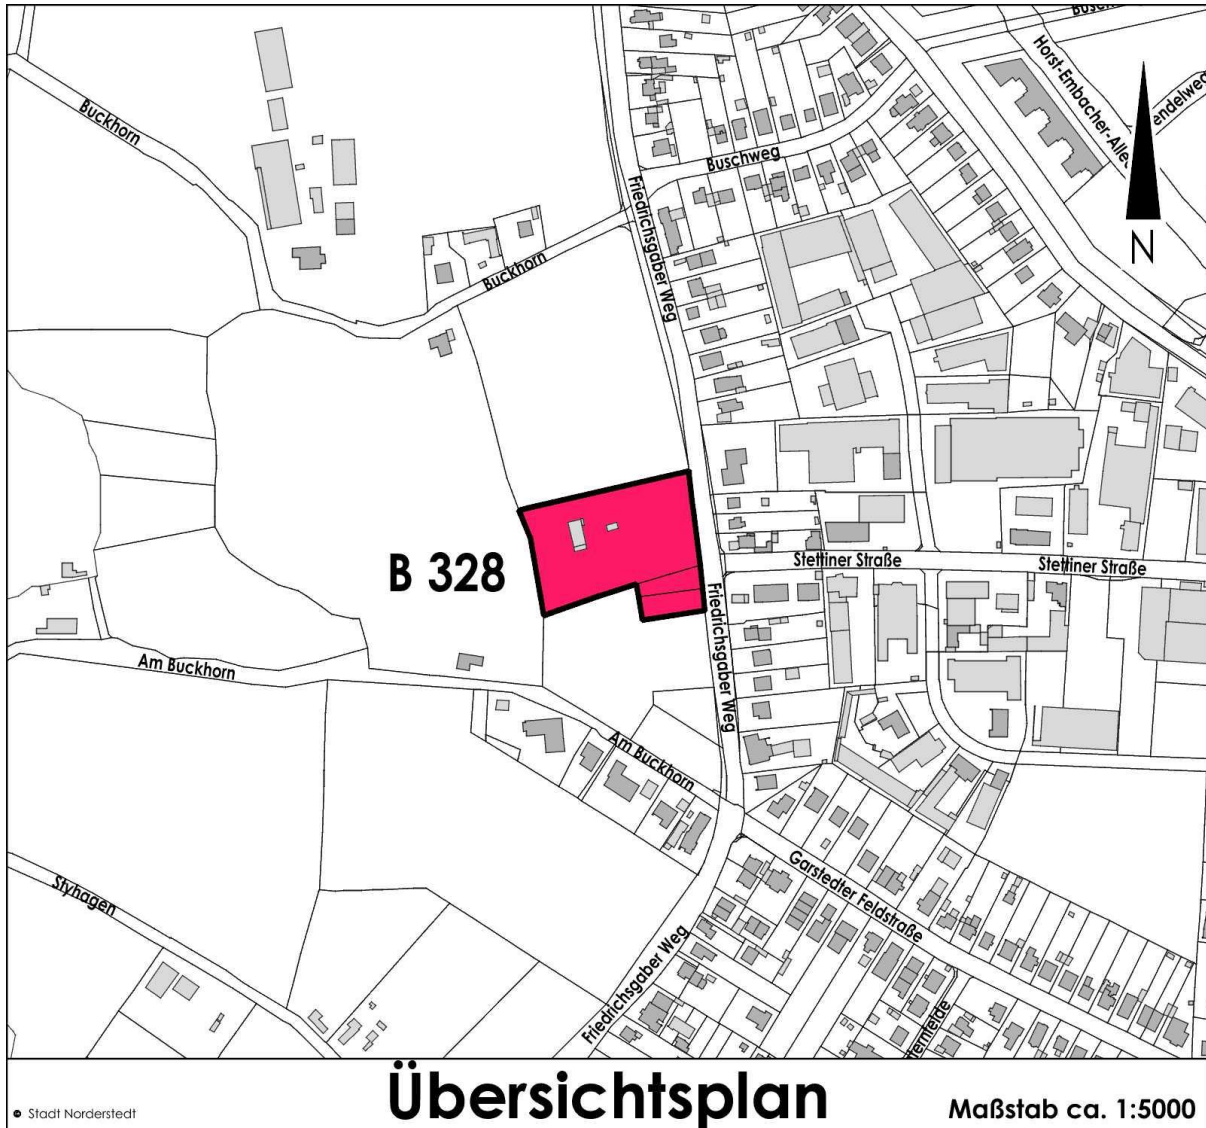 Buckhorn
Buschweg
Horst-Embacher-Allee
endelweg
Friedrichsgaber Weg
Buckhorn
N
B 328
Stettiner Straße
Stettiner Straße
Am Buckhorn
Friedrichsgaber Weg
Am Buckhorn
Garstedter Feldstraße
Styhagen
Friedrichsgaber Weg
Übersichtsplan
Stadt Norderstedt
Maßstab ca. 1:5000